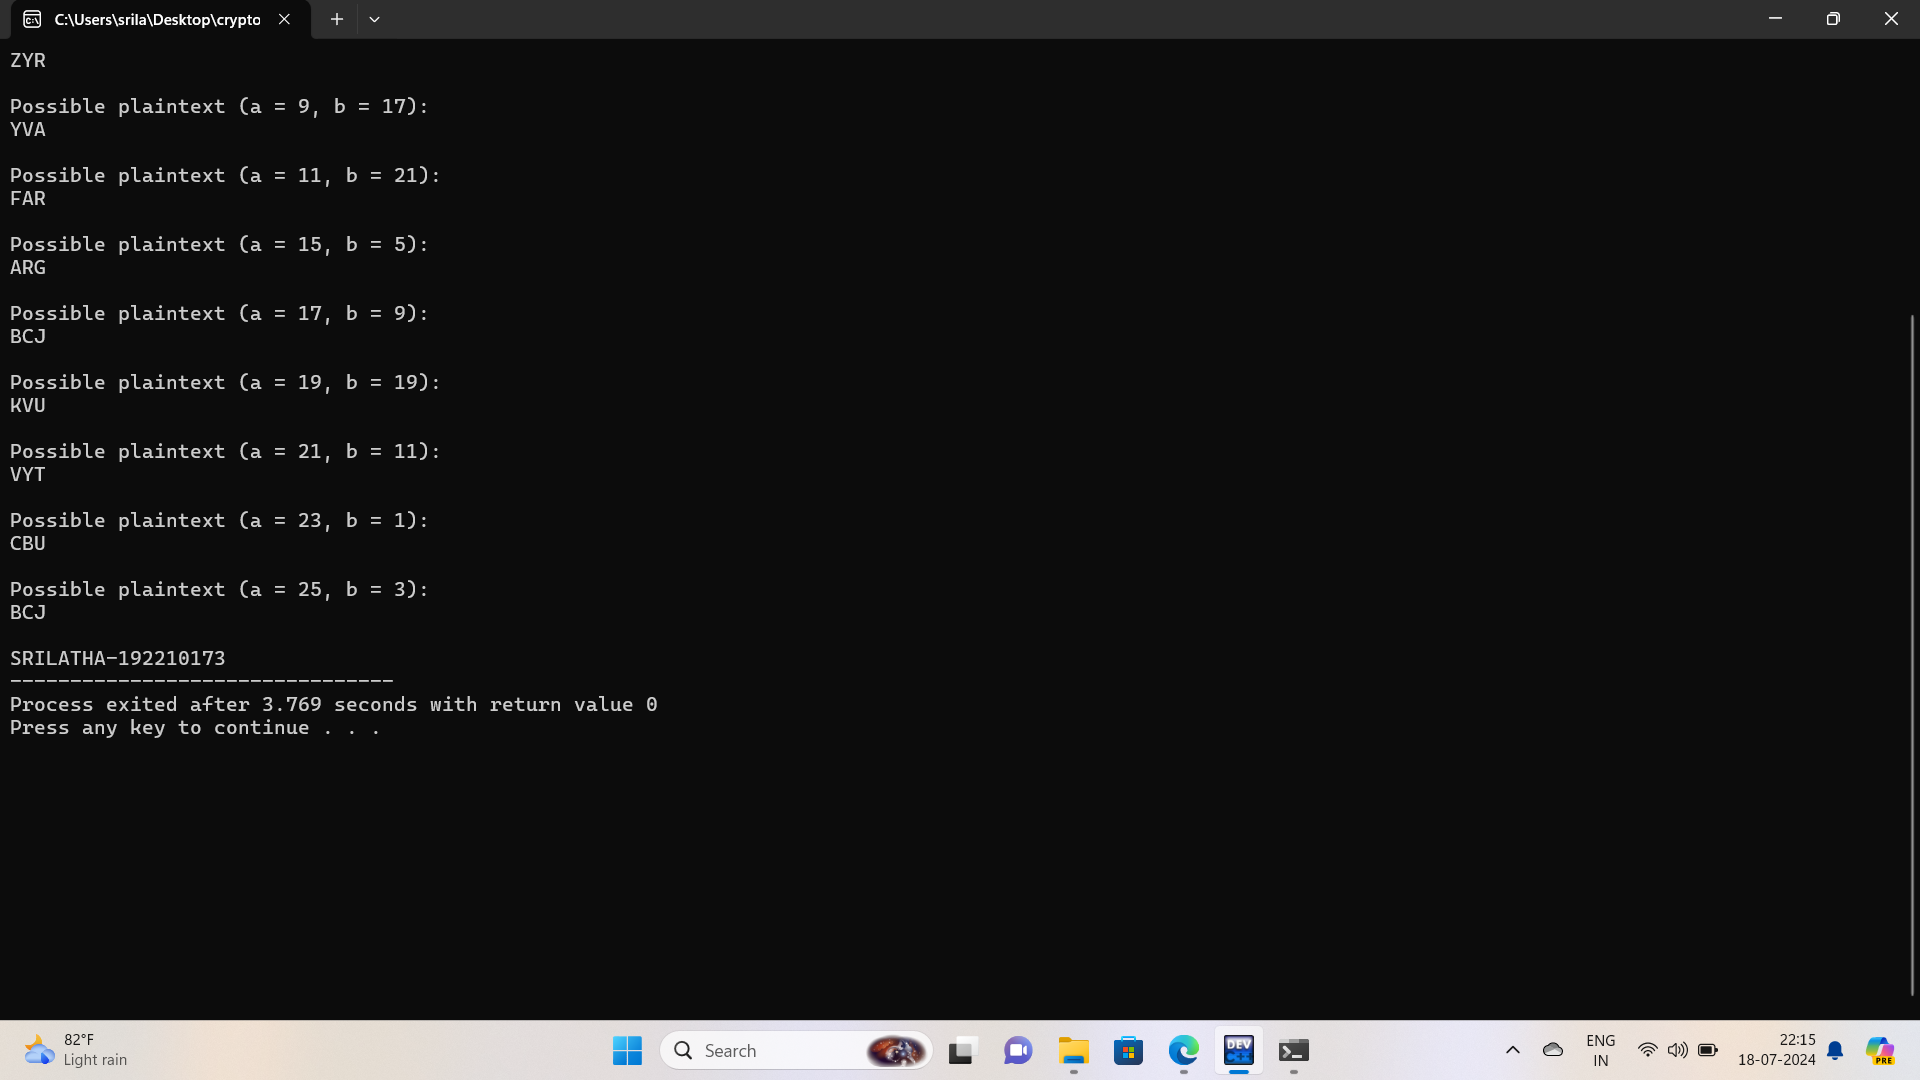 C:\Users\srila\Desktop\crypto
ZYR
Possible plaintext (a = 9, b = 17):
YVA
Possible plaintext (a = 11, b = 21):
FAR
Possible plaintext (a = 15, b = 5):
ARG
Possible plaintext (a = 17, b = 9):
BCJ
Possible plaintext (a = 19, b = 19):
KVU
Possible plaintext (a = 21, b = 11):
VYT
Possible plaintext (a = 23, b = 1):
CBU
Possible plaintext (a = 25, b = 3):
BCJ
SRILATHA-192210173
--------------------------------
Process exited after 3.769 seconds with return value 0
Press any key to continue . . .
82°F
Light rain
Search
DEV
C++
ENG
IN
22:15
18-07-2024
PRE